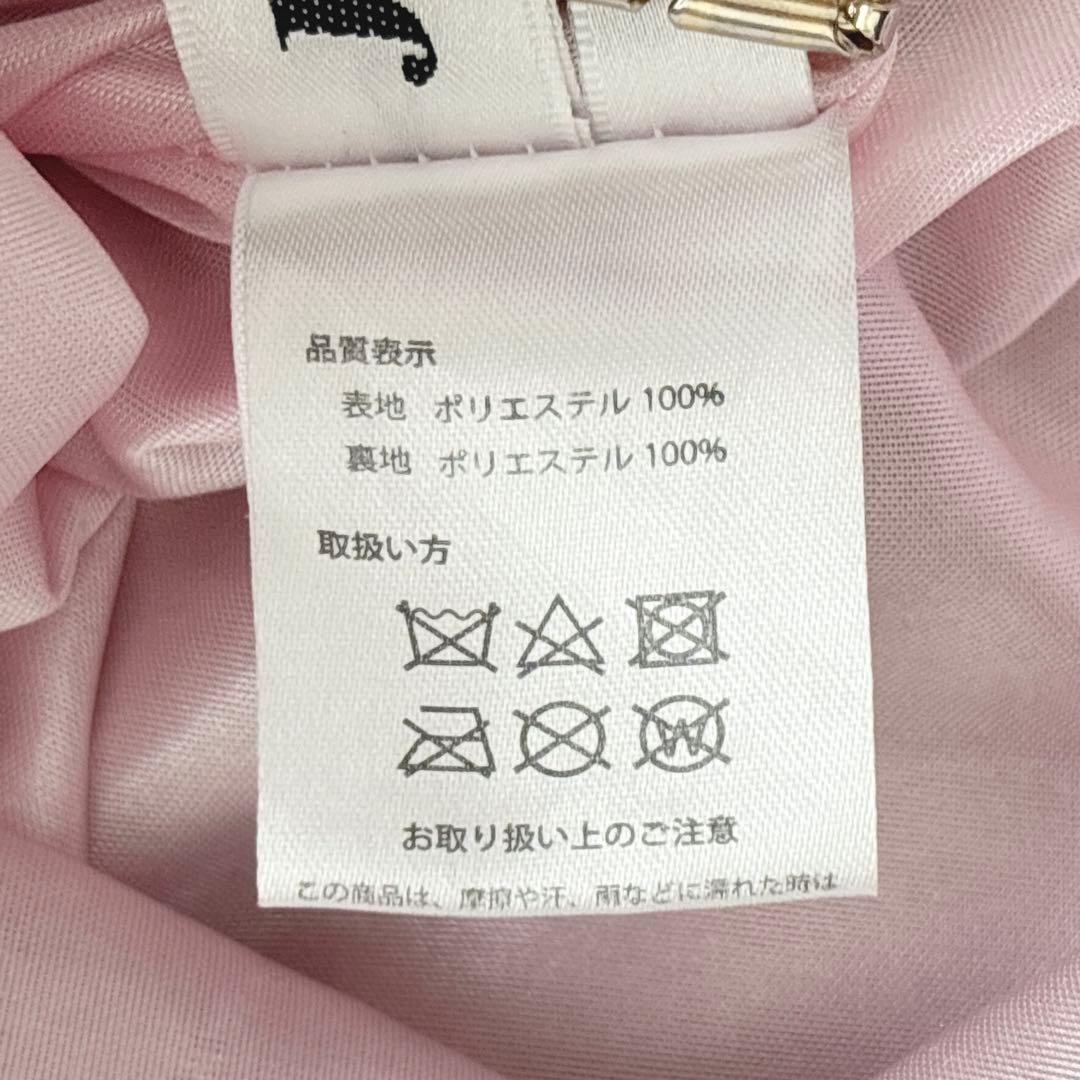 品質表示
表地 ポリエステル 100%
裏地 ポリエステル 100%
取扱い方
W
お取り扱い上のご注意
この商品は、摩擦や汗、雨などに濡れた時は